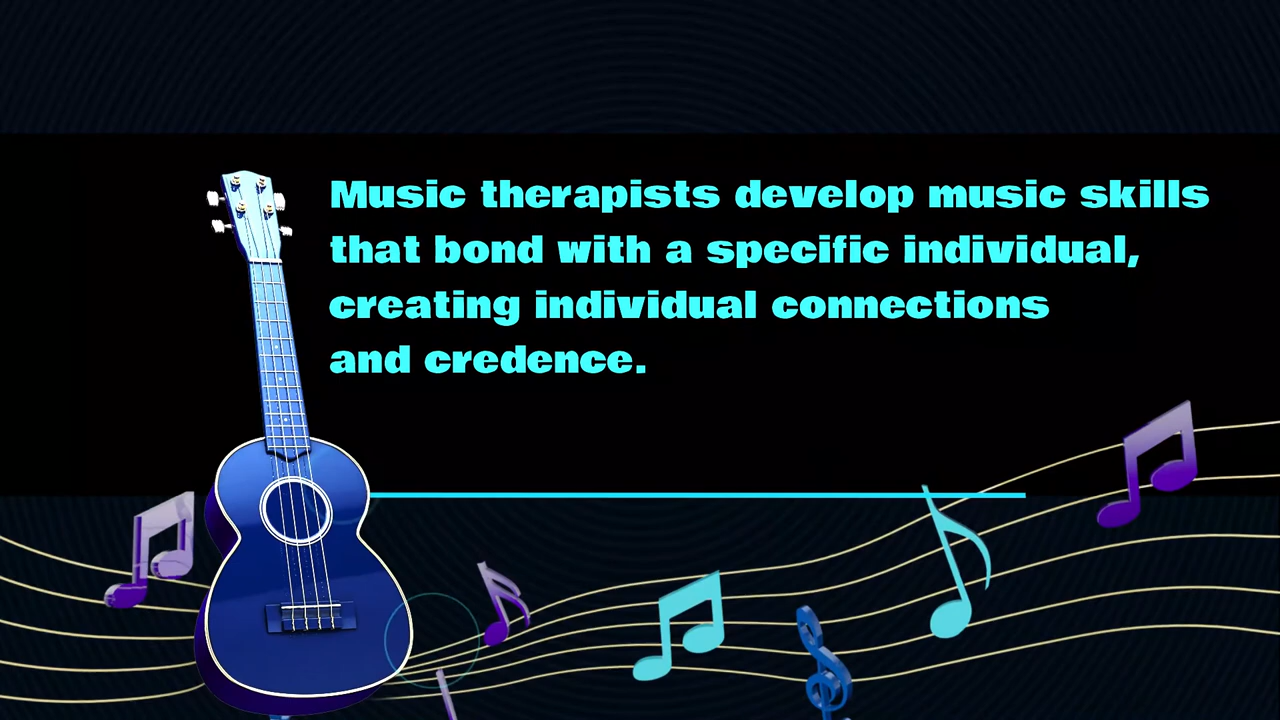 Music therapists develop music skills
that bond with a specific individual,
creating individual connections
and credence.